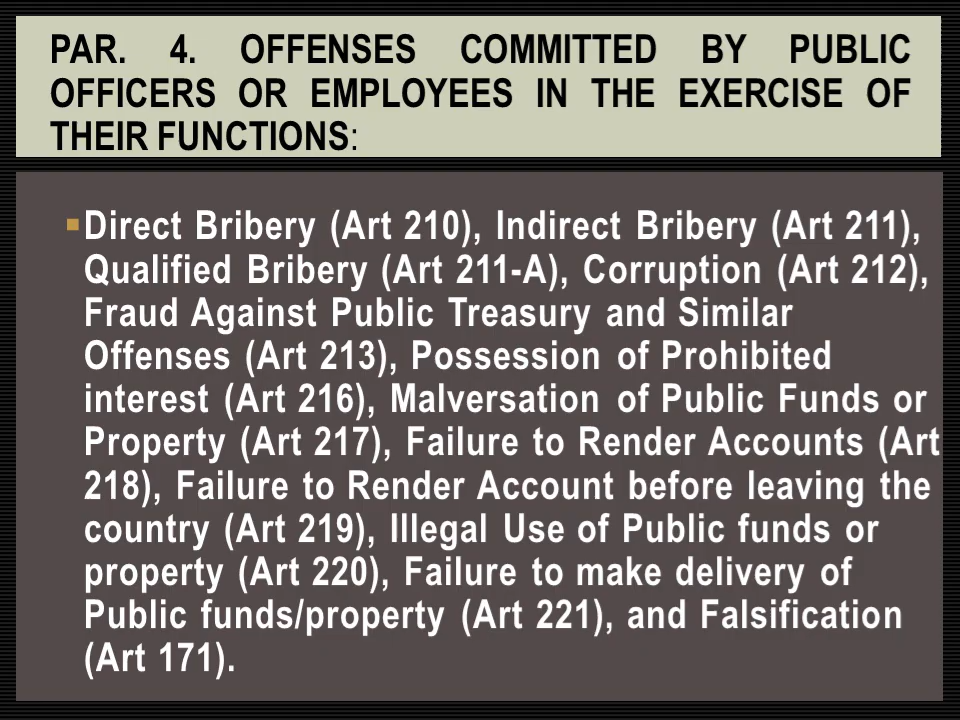 PAR. 4. OFFENSES COMMITTED BY PUBLIC
OFFICERS OR EMPLOYEES IN THE EXERCISE OF
THEIR FUNCTIONS:
Direct Bribery (Art 210), Indirect Bribery (Art 211),
Qualified Bribery (Art 211-A), Corruption (Art 212),
Fraud Against Public Treasury and Similar
Offenses (Art 213), Possession of Prohibited
interest (Art 216), Malversation of Public Funds or
Property (Art 217), Failure to Render Accounts (Art
218), Failure to Render Account before leaving the
country (Art 219), Illegal Use of Public funds or
property (Art 220), Failure to make delivery of
Public funds/property (Art 221), and Falsification
(Art 171).